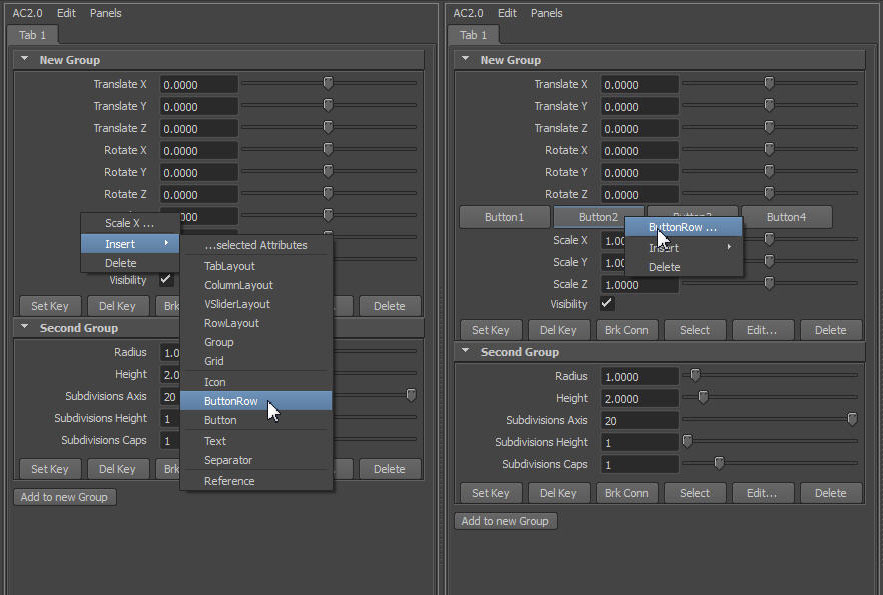 AC2.0 Edit Panels
Tab 1
New Group
Translate X 0.0000
Translate Y 0.0000
Translate Z 0.0000
Rotate X 0.0000
Rotate Y 0.0000
Rotate Z 0.0000
Scale X ...
Insert
Delete
...selected Attributes
TabLayout
ColumnLayout
VSliderLayout
RowLayout
Group
Grid
Icon
ButtonRow
Button
Text
Separator
Reference
Visibility
Set Key Del Key Brk Delete
Second Group
Radius 1.0
Height 2.0
Subdivisions Axis 20
Subdivisions Height 1
Subdivisions Caps 1
Set Key Del Key Brk Delete
Add to new Group
AC2.0 Edit Panels
Tab 1
New Group
Translate X 0.0000
Translate Y 0.0000
Translate Z 0.0000
Rotate X 0.0000
Rotate Y 0.0000
Rotate Z 0.0000
Button1 Button2 Button3 Button4
ButtonRow ...
Insert
Delete
Scale X 1.00
Scale Y 1.00
Scale Z 1.0000
Visibility
Set Key Del Key Brk Conn Select Edit... Delete
Second Group
Radius 1.0000
Height 2.0000
Subdivisions Axis 20
Subdivisions Height 1
Subdivisions Caps 1
Set Key Del Key Brk Conn Select Edit... Delete
Add to new Group